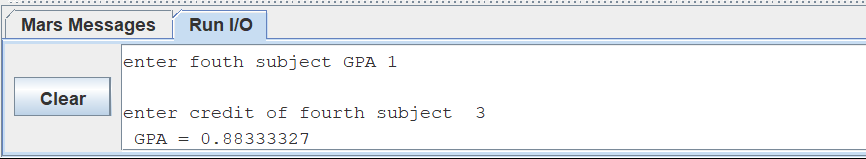 Mars Messages Run I/O
enter fouth subject GPA 1
Clear
enter credit of fourth subject 3
GPA = 0.88333327